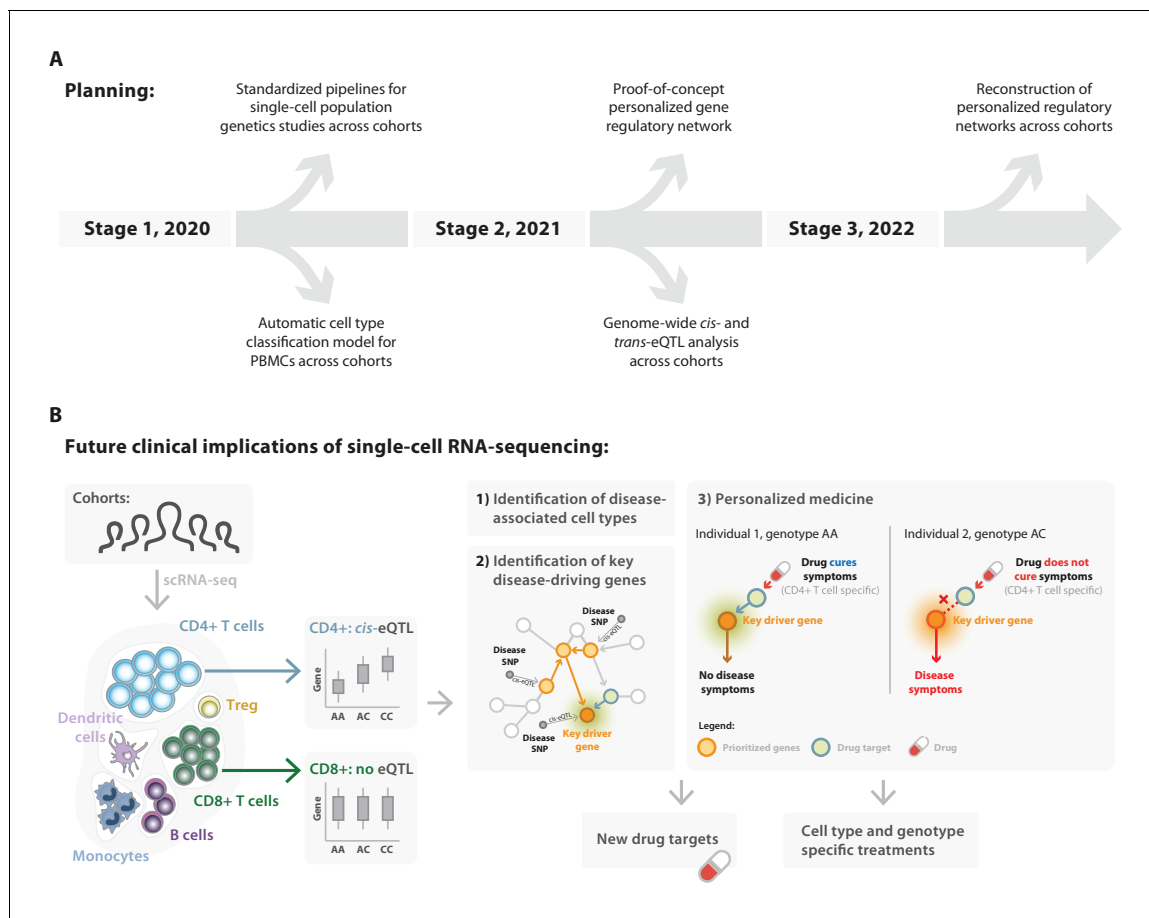 A
Planning:
Standardized pipelines for
single-cell population
genetics studies across cohorts
Proof-of-concept
personalized gene
regulatory network
Reconstruction of
personalized regulatory
networks across cohorts
Stage 1, 2020
Stage 2, 2021
Stage 3, 2022
Automatic cell type
classification model for
PBMCs across cohorts
Genome-wide cis- and
trans-eQTL analysis
across cohorts
B
Future clinical implications of single-cell RNA-sequencing:
Cohorts:
scRNA-seq
CD4+ T cells
Treg
Dendritic
cells
CD8+ T cells
B cells
Monocytes
CD4+: cis-eQTL
Gene
AA AC CC
CD8+: no eQTL
Gene
AA AC CC
1) Identification of disease-
associated cell types
2) Identification of key
disease-driving genes
Disease
SNP
cis-eQTL
Disease
SNP
cis-eQTL
Disease
SNP
cis-eQTL
Key driver
gene
3) Personalized medicine
Individual 1, genotype AA
Drug cures
symptoms
(CD4+ T cell specific)
Key driver gene
No disease
symptoms
Individual 2, genotype AC
Drug does not
cure symptoms
(CD4+ T cell specific)
Key driver gene
Disease
symptoms
Legend:
Prioritized genes
Drug target
Drug
New drug targets
Cell type and genotype
specific treatments